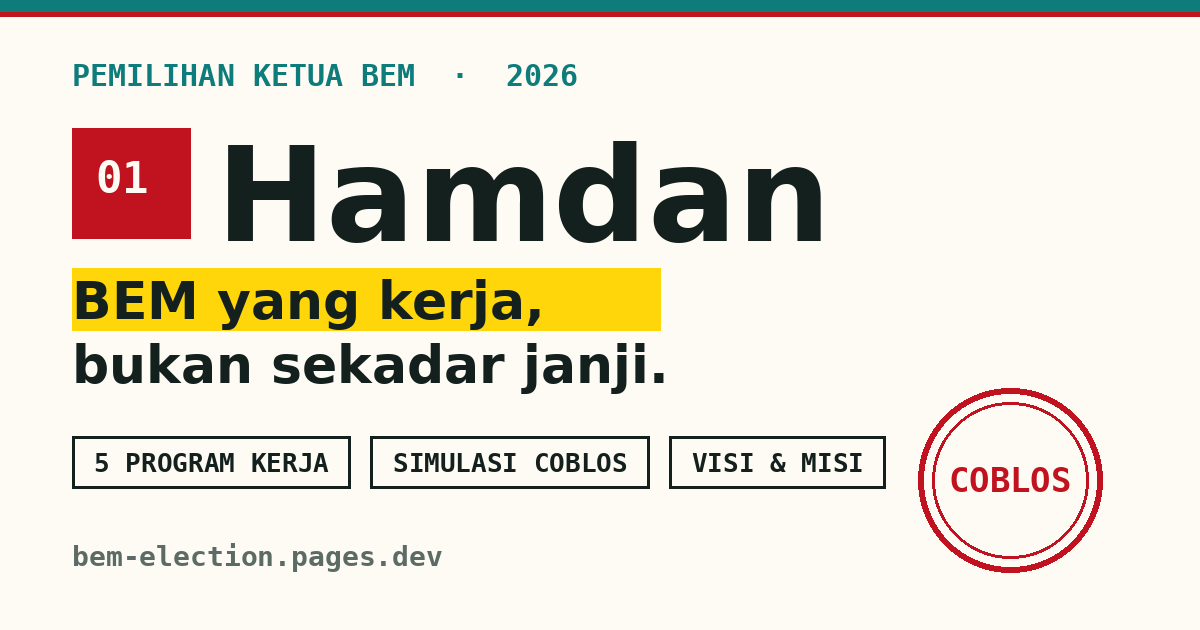 PEMILIHAN KETUA BEM · 2026
01 Hamdan
BEM yang kerja,
bukan sekadar janji.
5 PROGRAM KERJA SIMULASI COBLOS VISI & MISI
COBLOS
bem-election.pages.dev